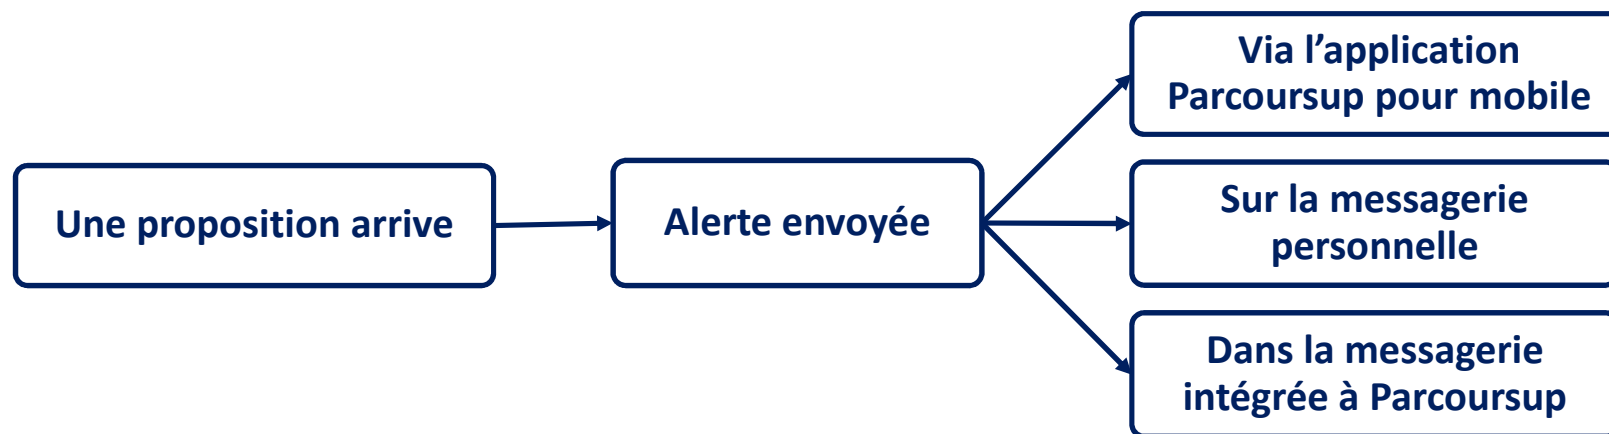 Une proposition arrive
Alerte envoyée
Via l’application
Parcoursup pour mobile
Sur la messagerie
personnelle
Dans la messagerie
intégrée à Parcoursup